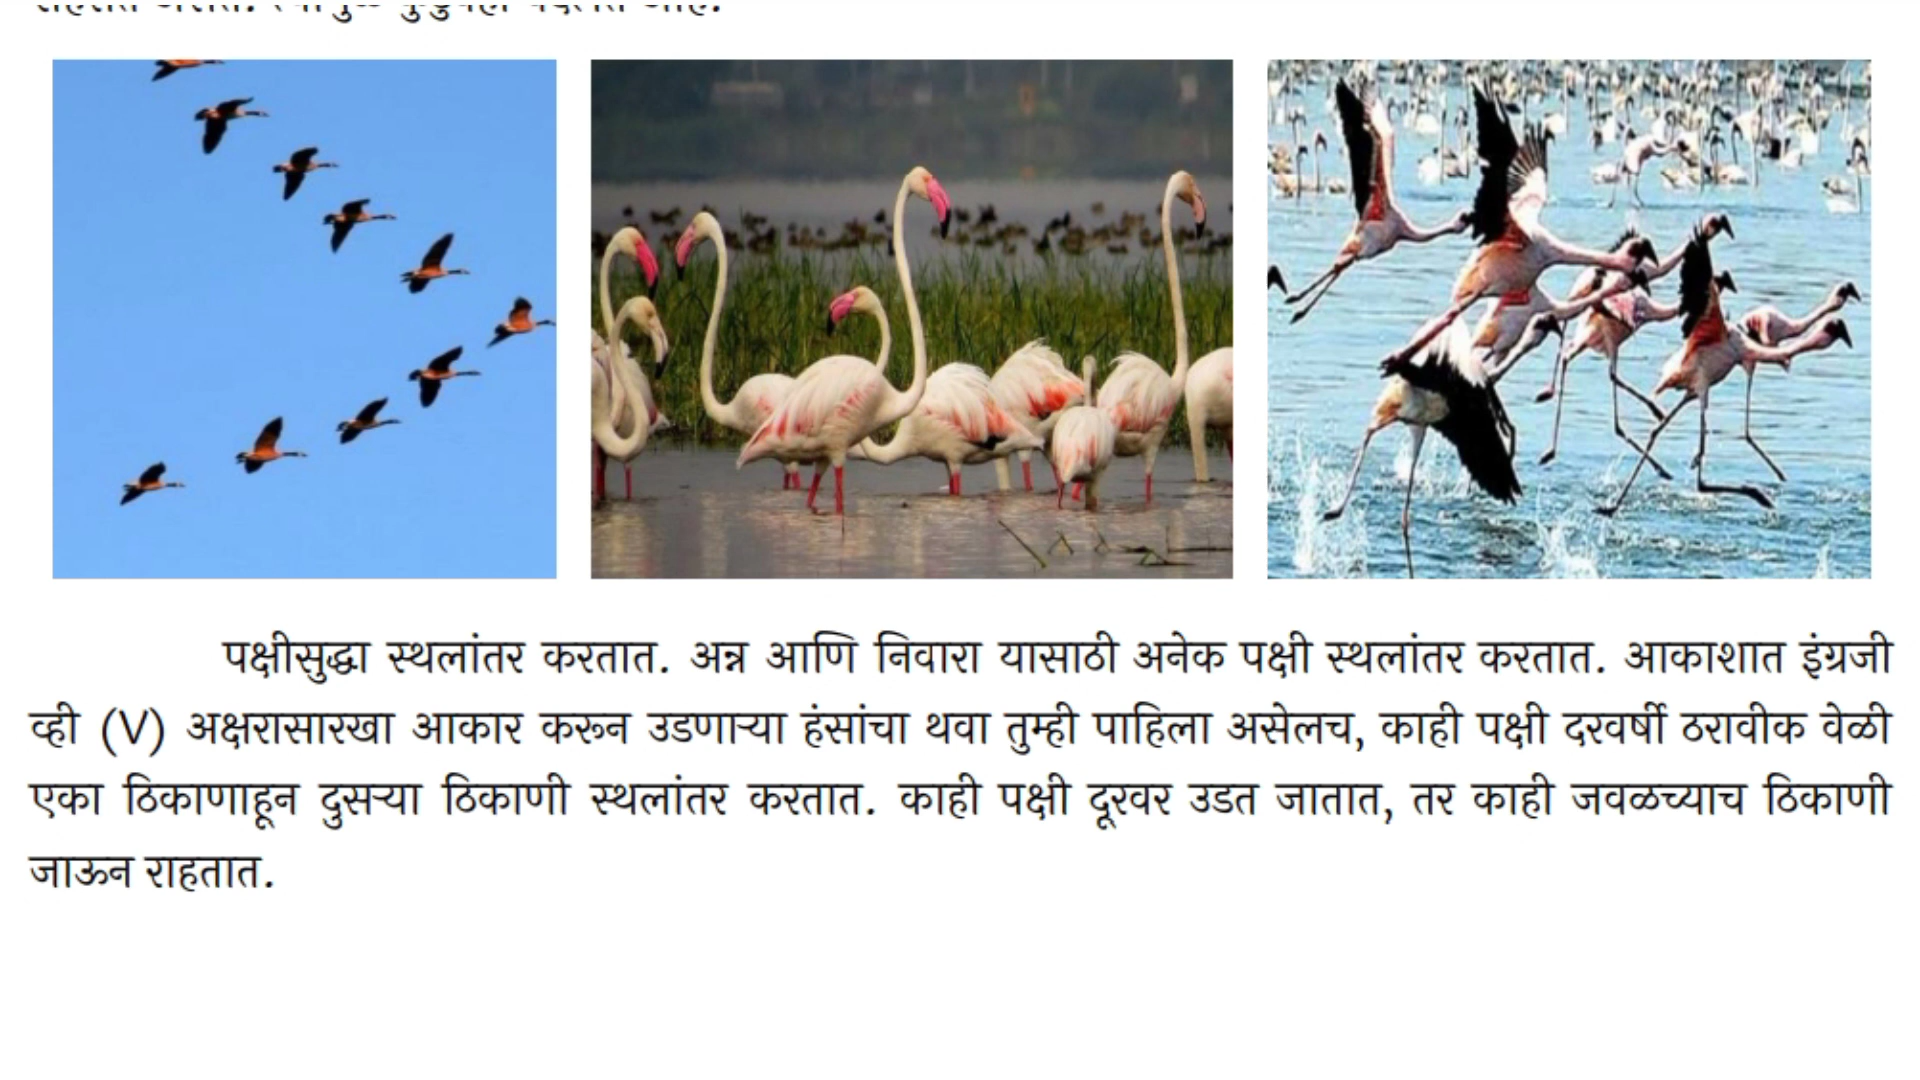 पक्षीसुद्धा स्थलांतर करतात. अन्न आणि निवारा यासाठी अनेक पक्षी स्थलांतर करतात. आकाशात इंग्रजी
व्ही (V) अक्षरासारखा आकार करून उडणाऱ्या हंसांचा थवा तुम्ही पाहिला असेलच, काही पक्षी दरवर्षी ठरावीक वेळी
एका ठिकाणाहून दुसऱ्या ठिकाणी स्थलांतर करतात. काही पक्षी दूरवर उडत जातात, तर काही जवळच्याच ठिकाणी
जाऊन राहतात.